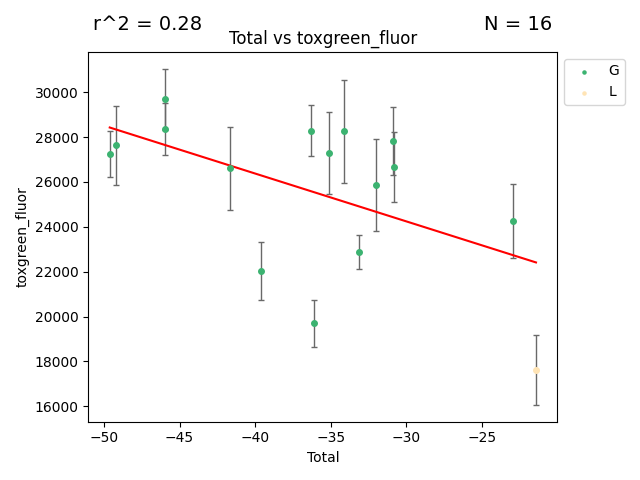 r^2 = 0.28
N = 16
Total vs toxgreen_fluor
G
L
30000
28000
26000
24000
22000
20000
18000
16000
toxgreen_fluor
−50
−45
−40
−35
−30
−25
Total